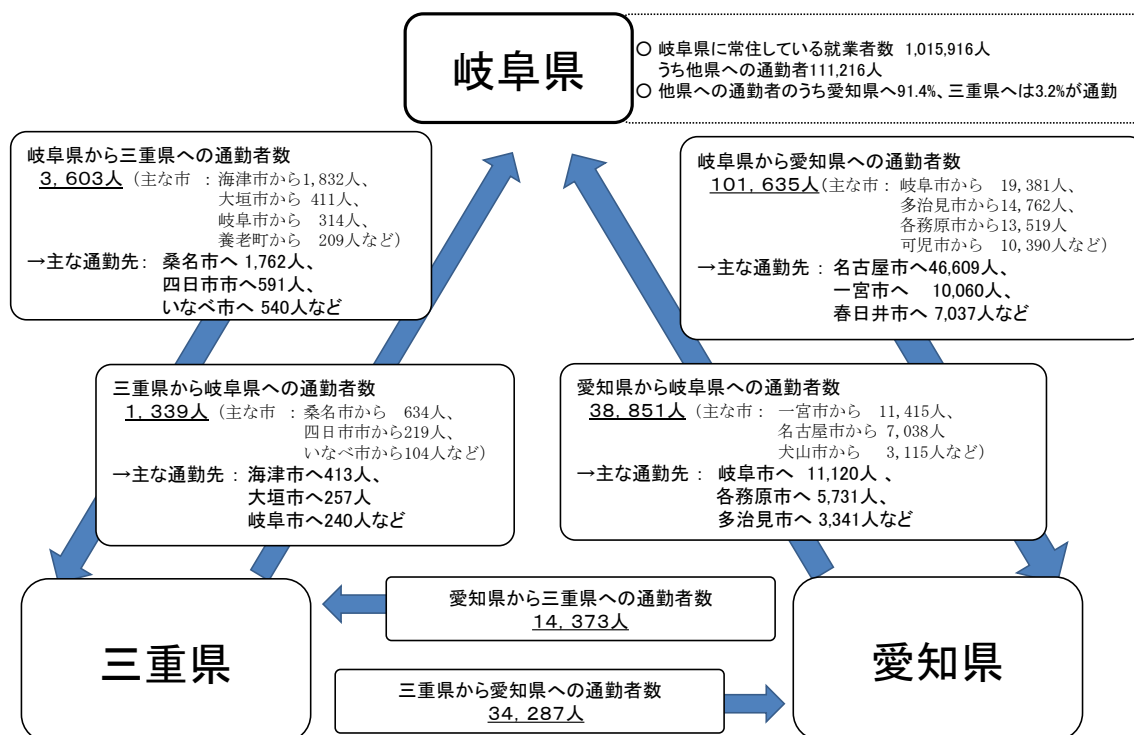 岐阜県
○ 岐阜県に常住している就業者数 1,015,916人
うち他県への通勤者111,216人
○ 他県への通勤者のうち愛知県へ91.4%、三重県へは3.2%が通勤
岐阜県から三重県への通勤者数
3,603人（主な市 ：海津市から1,832人、
大垣市から 411人、
岐阜市から 314人、
養老町から 209人など）
→主な通勤先： 桑名市へ 1,762人、
四日市市へ591人、
いなべ市へ 540人など
岐阜県から愛知県への通勤者数
101,635人（主な市： 岐阜市から 19,381人、
多治見市から14,762人、
各務原市から13,519人
可児市から 10,390人など）
→主な通勤先 ： 名古屋市へ46,609人、
一宮市へ 10,060人、
春日井市へ 7,037人など
三重県から岐阜県への通勤者数
1,339人（主な市 ：桑名市から 634人、
四日市市から219人、
いなべ市から104人など）
→主な通勤先：海津市へ413人、
大垣市へ257人
岐阜市へ240人など
愛知県から岐阜県への通勤者数
38,851人（主な市： 一宮市から 11,415人、
名古屋市から 7,038人
犬山市から 3,115人など）
→主な通勤先： 岐阜市へ 11,120人 、
各務原市へ 5,731人、
多治見市へ 3,341人など
愛知県から三重県への通勤者数
14,373人
三重県
愛知県
三重県から愛知県への通勤者数
34,287人